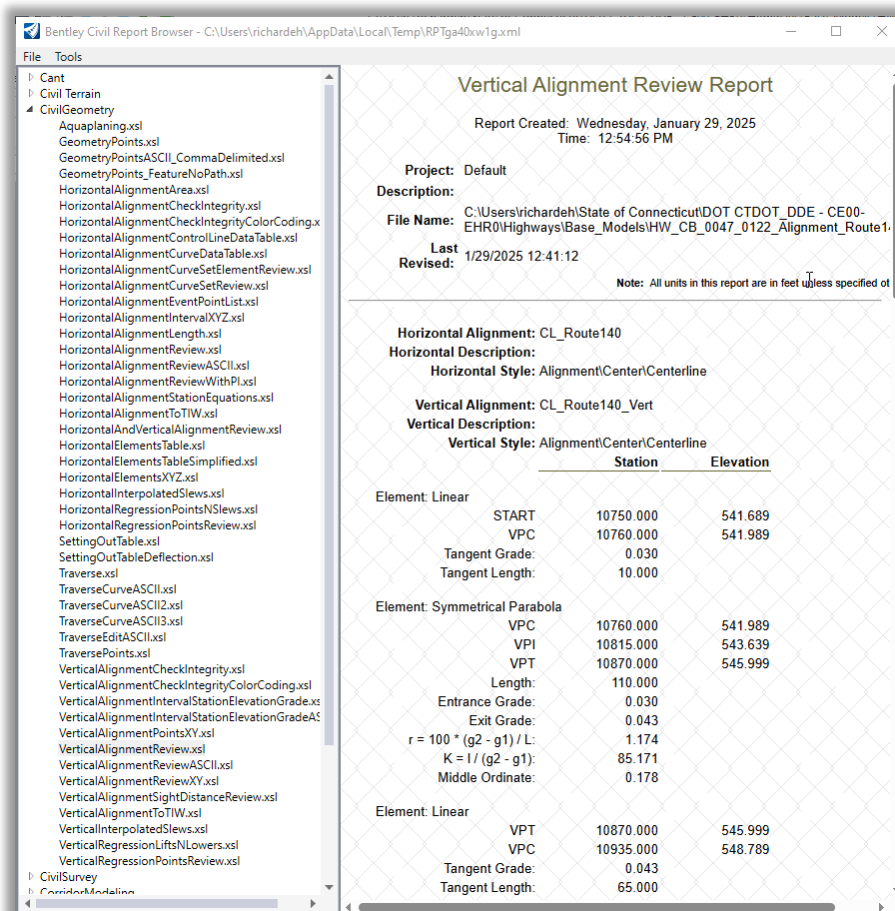 Bentley Civil Report Browser - C:\Users\richardeh\AppData\Local\Temp\RPTga40xw1g.xml
File Tools
Cant
Civil Terrain
CivilGeometry
Aquaplaning.xsl
GeometryPoints.xsl
GeometryPointsASCII_CommaDelimited.xsl
GeometryPoints_FeatureNoPath.xsl
HorizontalAlignmentArea.xsl
HorizontalAlignmentCheckIntegrity.xsl
HorizontalAlignmentCheckIntegrityColorCoding.x
HorizontalAlignmentControlLineDataTable.xsl
HorizontalAlignmentCurveDataTable.xsl
HorizontalAlignmentCurveSetElementReview.xsl
HorizontalAlignmentCurveSetReview.xsl
HorizontalAlignmentEventPointList.xsl
HorizontalAlignmentIntervalXYZ.xsl
HorizontalAlignmentLength.xsl
HorizontalAlignmentReview.xsl
HorizontalAlignmentReviewASCII.xsl
HorizontalAlignmentReviewWithPI.xsl
HorizontalAlignmentStationEquations.xsl
HorizontalAlignmentToTIW.xsl
HorizontalAndVerticalAlignmentReview.xsl
HorizontalElementsTable.xsl
HorizontalElementsTableSimplified.xsl
HorizontalElementsXYZ.xsl
HorizontalInterpolatedSlews.xsl
HorizontalRegressionPointsNSlews.xsl
HorizontalRegressionPointsReview.xsl
SettingOutTable.xsl
SettingOutTableDeflection.xsl
Traverse.xsl
TraverseCurveASCII.xsl
TraverseCurveASCII2.xsl
TraverseCurveASCII3.xsl
TraverseEditASCII.xsl
TraversePoints.xsl
VerticalAlignmentCheckIntegrity.xsl
VerticalAlignmentCheckIntegrityColorCoding.xsl
VerticalAlignmentIntervalStationElevationGrade.xs
VerticalAlignmentIntervalStationElevationGradeAS
VerticalAlignmentPointsXY.xsl
VerticalAlignmentReview.xsl
VerticalAlignmentReviewASCII.xsl
VerticalAlignmentReviewXY.xsl
VerticalAlignmentSightDistanceReview.xsl
VerticalAlignmentToTIW.xsl
VerticalInterpolatedSlews.xsl
VerticalRegressionLiftsNLowers.xsl
VerticalRegressionPointsReview.xsl
CivilSurvey
CorridorModeling
Vertical Alignment Review Report
Report Created: Wednesday, January 29, 2025
Time: 12:54:56 PM
Project: Default
Description:
File Name: C:\Users\richardeh\State of Connecticut\DOT CTDOT_DDE - CE00-
EHR0\Highways\Base_Models\HW_CB_0047_0122_Alignment_Route14
Last
Revised: 1/29/2025 12:41:12
Note: All units in this report are in feet unless specified ot
Horizontal Alignment: CL_Route140
Horizontal Description:
Horizontal Style: Alignment\Center\Centerline
Vertical Alignment: CL_Route140_Vert
Vertical Description:
Vertical Style: Alignment\Center\Centerline
Station Elevation
Element: Linear
START 10750.000 541.689
VPC 10760.000 541.989
Tangent Grade: 0.030
Tangent Length: 10.000
Element: Symmetrical Parabola
VPC 10760.000 541.989
VPI 10815.000 543.639
VPT 10870.000 545.999
Length: 110.000
Entrance Grade: 0.030
Exit Grade: 0.043
r = 100 * (g2 - g1) / L: 1.174
K = l / (g2 - g1): 85.171
Middle Ordinate: 0.178
Element: Linear
VPT 10870.000 545.999
VPC 10935.000 548.789
Tangent Grade: 0.043
Tangent Length: 65.000